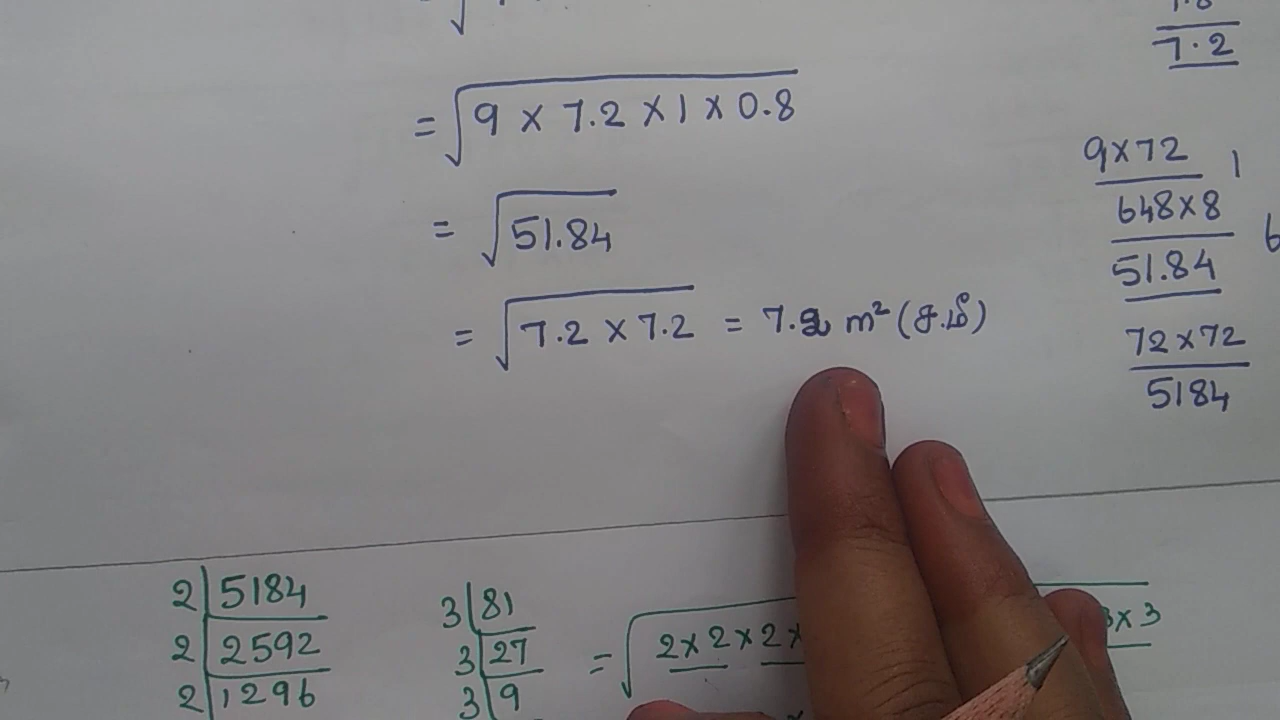 7.2
= √9 × 7.2 × 1 × 0.8
= √51.84
= √7.2 × 7.2 = 7.2 m² (ச.மீ)
9×72
648×8
51.84
72×72
5184
2 | 5184
2 | 2592
2 | 1296
3 | 81
3 | 27
3 | 9
= √2×2×2×
3×3